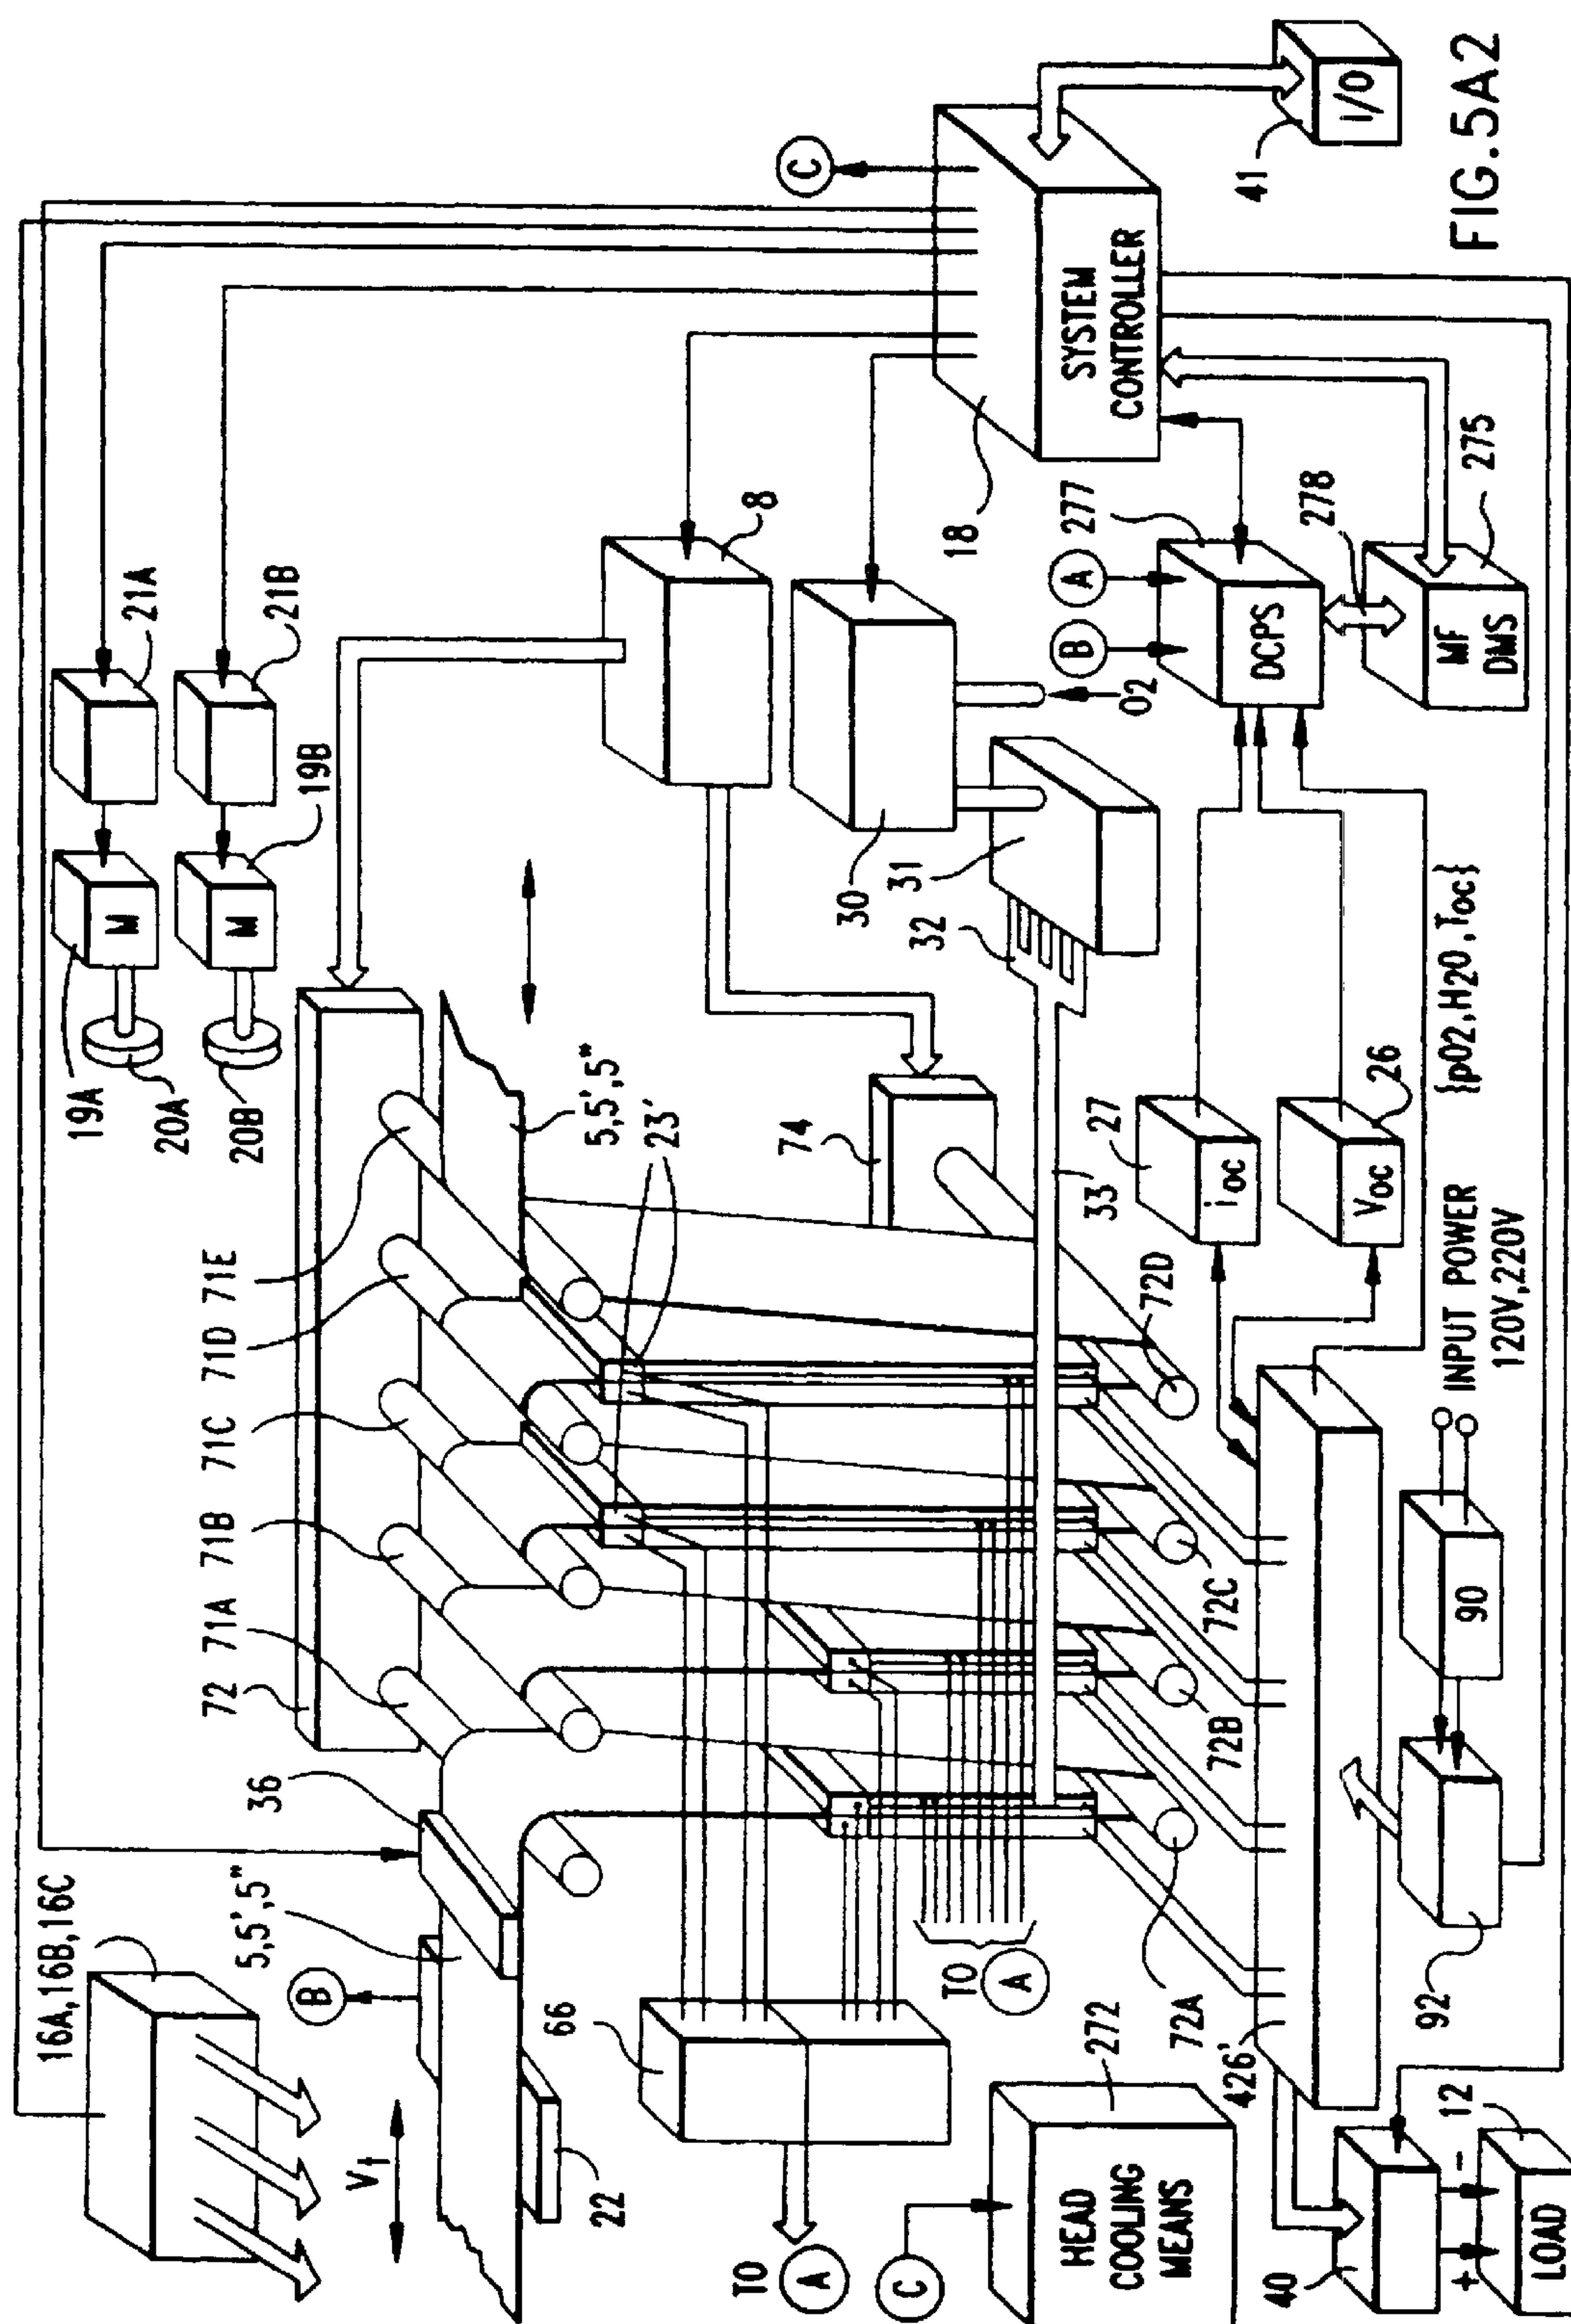 16A,16B,16C
Vt
5,5',5"
B
22
36
72
71A
71B
71C
71D
71E
19A
20A
M
21A
20B
M
19B
21B
5,5',5"
23'
8
C
66
TO
A
TO
A
74
33'
32
31
30
O2
18
SYSTEM
CONTROLLER
41
I/O
C
HEAD
COOLING
MEANS
272
72A
72B
72C
72D
27
ioc
26
Voc
{pO2,H2O,Toc}
B
A
277
DCPS
278
MF
DMS
275
426'
40
+
-
12
LOAD
92
90
INPUT POWER
120V,220V
FIG.5A2